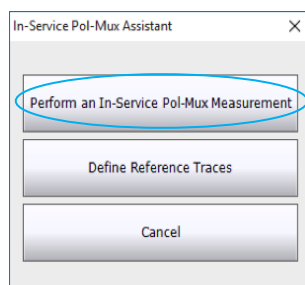 In-Service Pol-Mux Assistant
Perform an In-Service Pol-Mux Measurement
Define Reference Traces
Cancel